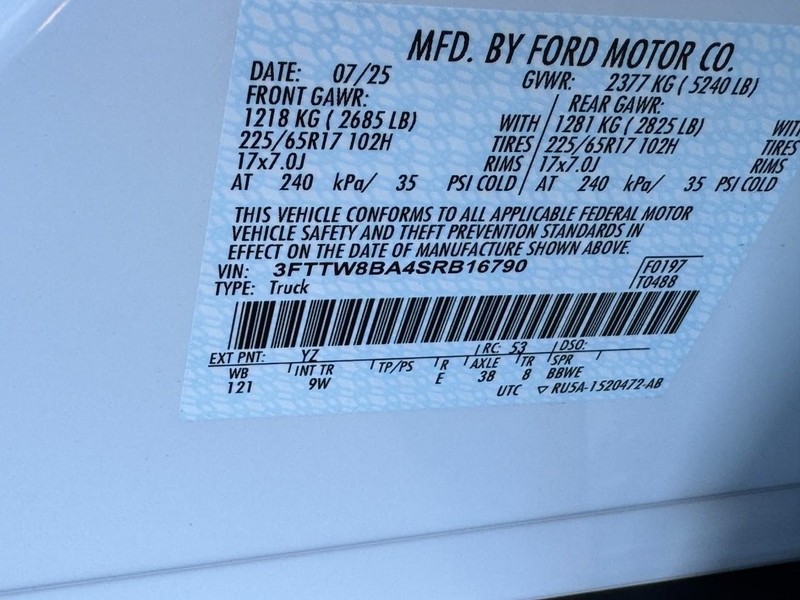 MFD. BY FORD MOTOR CO.
DATE: 07/25 GVWR: 2377 KG ( 5240 LB)
FRONT GAWR: REAR GAWR:
1218 KG ( 2685 LB) WITH 1281 KG ( 2825 LB) WITH
225/65R17 102H TIRES 225/65R17 102H TIRES
17x7.0J RIMS 17x7.0J RIMS
AT 240 kPa/ 35 PSI COLD AT 240 kPa/ 35 PSI COLD
THIS VEHICLE CONFORMS TO ALL APPLICABLE FEDERAL MOTOR
VEHICLE SAFETY AND THEFT PREVENTION STANDARDS IN
EFFECT ON THE DATE OF MANUFACTURE SHOWN ABOVE.
VIN: 3FTTW8BA4SRB16790 F0197
TYPE: Truck T0488
EXT PNT: YZ RC: 53 DSO:
WB INT TR TP/PS R AXLE TR SPR
121 9W E 3B 8 BBWE
UTC ▽ RU5A-1520472-AB